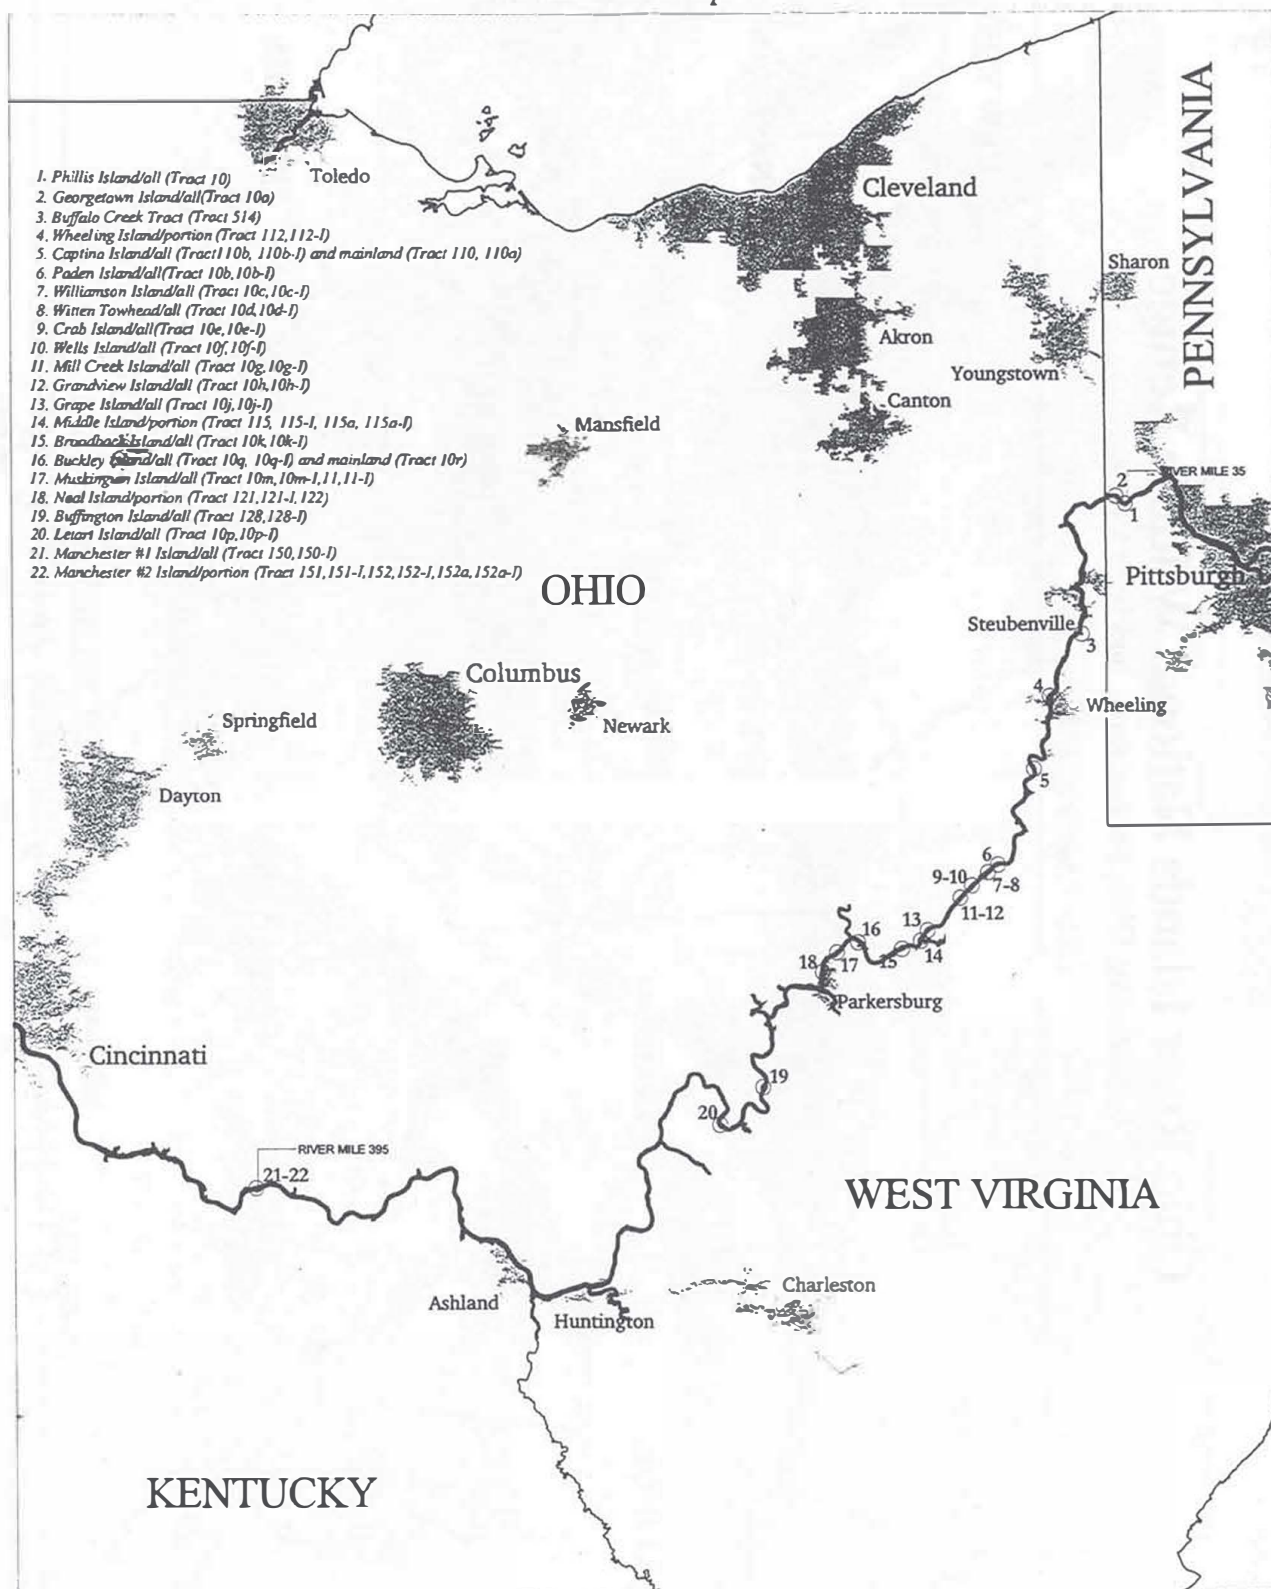 1. Phillis Island/all (Tract 10)
2. Georgetown Island/all(Tract 10a)
3. Buffalo Creek Tract (Tract 514)
4. Wheeling Island/portion (Tract 112,112-I)
5. Captina Island/all (Tract110b, 110b-I) and mainland (Tract 110, 110a)
6. Paden Island/all(Tract 10b,10b-I)
7. Williamson Island/all (Tract 10c,10c-I)
8. Witten Towhead/all (Tract 10d,10d-I)
9. Crab Island/all(Tract 10e,10e-I)
10. Wells Island/all (Tract 10f,10f-I)
11. Mill Creek Island/all (Tract 10g,10g-I)
12. Grandview Island/all (Tract 10h,10h-I)
13. Grape Island/all (Tract 10j,10j-I)
14. Middle Island/portion (Tract 115, 115-I, 115a, 115a-I)
15. Broadback Island/all (Tract 10k,10k-I)
16. Buckley Island/all (Tract 10q, 10q-I) and mainland (Tract 10r)
17. Muskingum Island/all (Tract 10m,10m-I,11,11-I)
18. Neal Island/portion (Tract 121,121-I,122)
19. Buffington Island/all (Tract 128,128-I)
20. Letart Island/all (Tract 10p,10p-I)
21. Manchester #1 Island/all (Tract 150,150-I)
22. Manchester #2 Island/portion (Tract 151,151-I,152,152-I,152a,152a-I)
Toledo
Cleveland
PENNSYLVANIA
Sharon
Akron
Youngstown
Canton
Mansfield
RIVER MILE 35
2
1
OHIO
Pittsburgh
Steubenville
3
Columbus
4
Wheeling
Springfield
Newark
5
Dayton
6
9-10
7-8
11-12
13
16
14
15
17
18
Parkersburg
Cincinnati
19
20
RIVER MILE 395
21-22
WEST VIRGINIA
Charleston
Ashland
Huntington
KENTUCKY